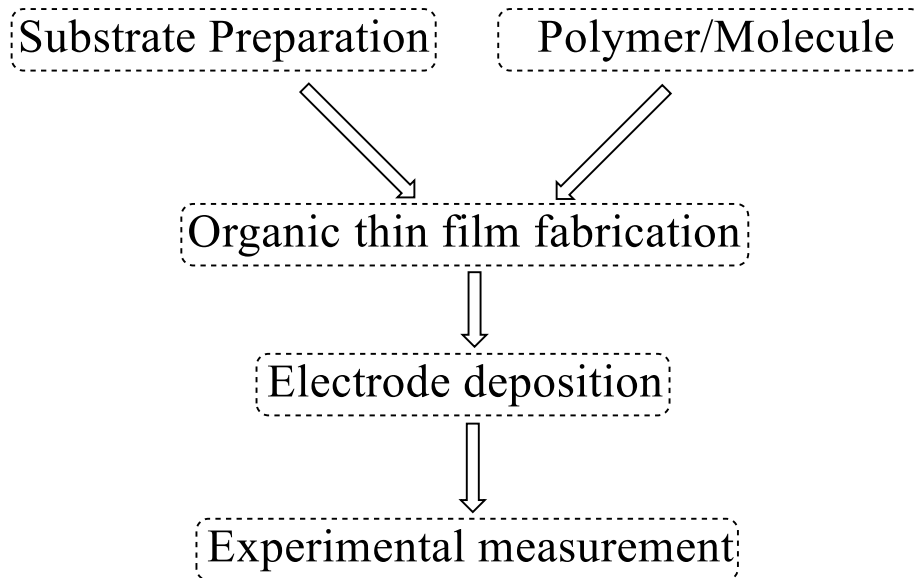 Substrate Preparation
Polymer/Molecule
Organic thin film fabrication
Electrode deposition
Experimental measurement